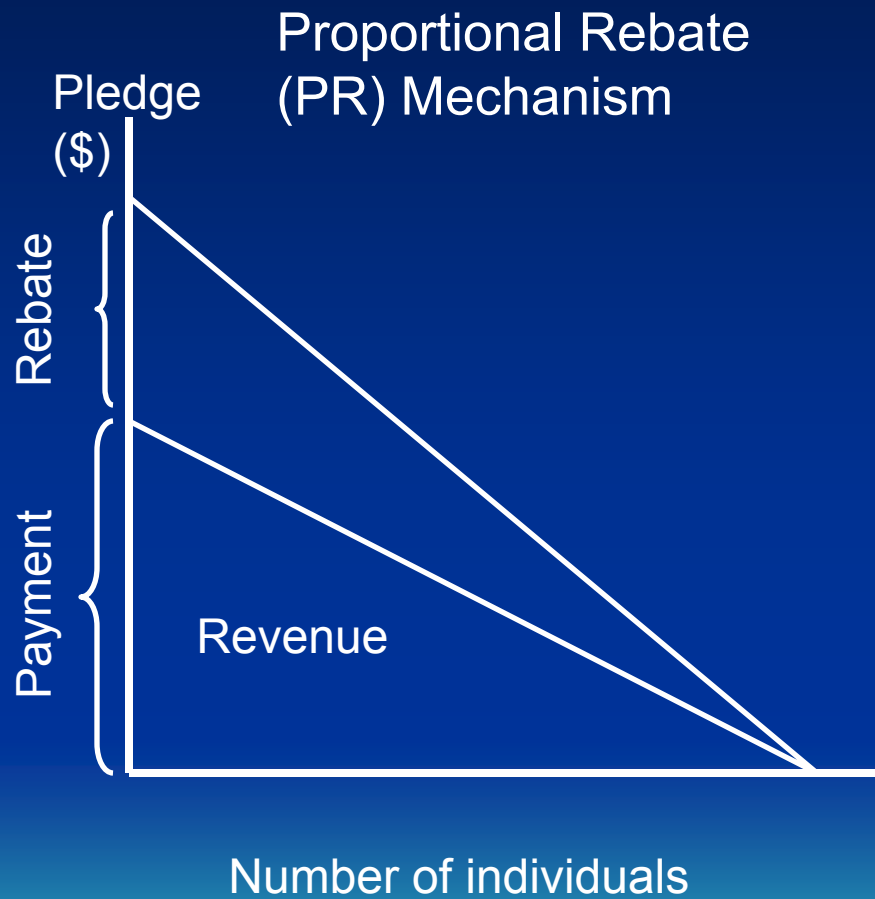 Proportional Rebate
(PR) Mechanism
Pledge
($)
Rebate
Payment
Revenue
Number of individuals